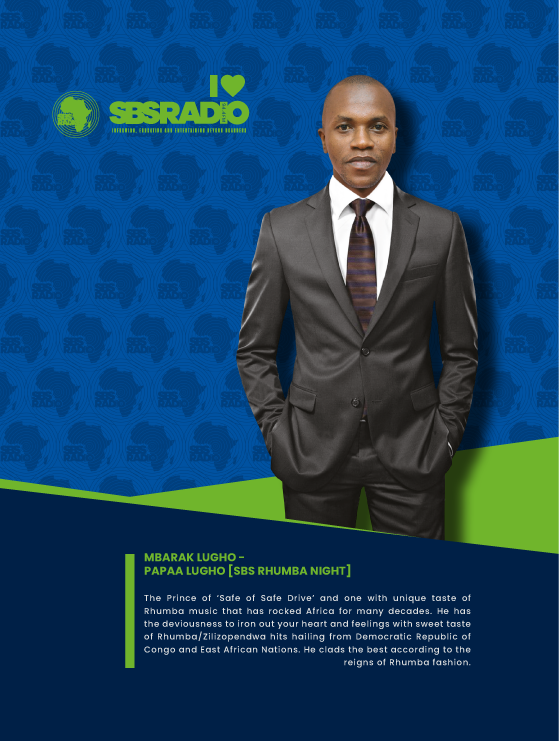 I
SBSRADIO
INFORMING, EDUCATING AND ENTERTAINING BEYOND BOUNDARIES
MBARAK LUGHO -
PAPAA LUGHO [SBS RHUMBA NIGHT]
The Prince of ‘Safe of Safe Drive’ and one with unique taste of
Rhumba music that has rocked Africa for many decades. He has
the deviousness to iron out your heart and feelings with sweet taste
of Rhumba/Zilizopendwa hits hailing from Democratic Republic of
Congo and East African Nations. He clads the best according to the
reigns of Rhumba fashion.